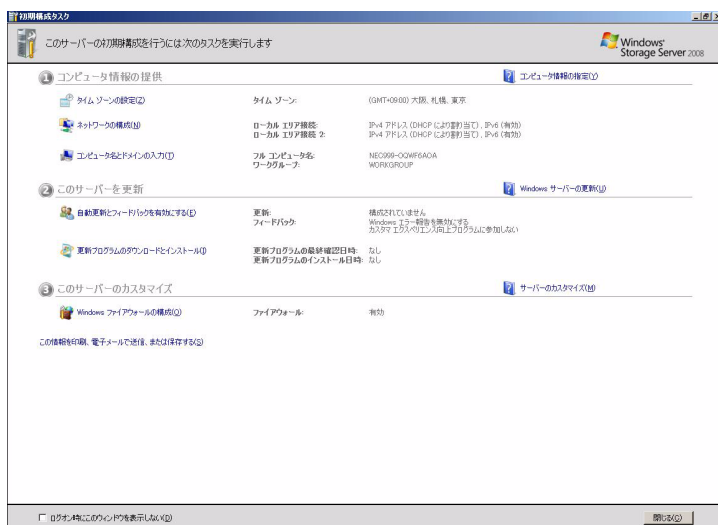 初期構成タスク
このサーバーの初期構成を行うには次のタスクを実行します
Windows Storage Server 2008
1 コンピュータ情報の提供
コンピュータ情報の指定(Y)
タイム ゾーンの設定(Z) タイム ゾーン: (GMT+09:00) 大阪、札幌、東京
ネットワークの構成(N) ローカル エリア接続: IPv4 アドレス (DHCP により割り当て)、IPv6 (有効)
ローカル エリア接続 2: IPv4 アドレス (DHCP により割り当て)、IPv6 (有効)
コンピュータ名とドメインの入力(T) フル コンピュータ名: NEC999-OQWF6AOA
ワークグループ: WORKGROUP
2 このサーバーを更新
Windows サーバーの更新(U)
自動更新とフィードバックを有効にする(E) 更新: 構成されていません
フィードバック: Windows エラー報告を無効にする
カスタマ エクスペリエンス向上プログラムに参加しない
更新プログラムのダウンロードとインストール(I) 更新プログラムの最終確認日時: なし
更新プログラムのインストール日時: なし
3 このサーバーのカスタマイズ
サーバーのカスタマイズ(M)
Windows ファイアウォールの構成(O) ファイアウォール: 有効
この情報を印刷、電子メールで送信、または保存する(S)
ログオン時にこのウィンドウを表示しない(D)
閉じる(C)